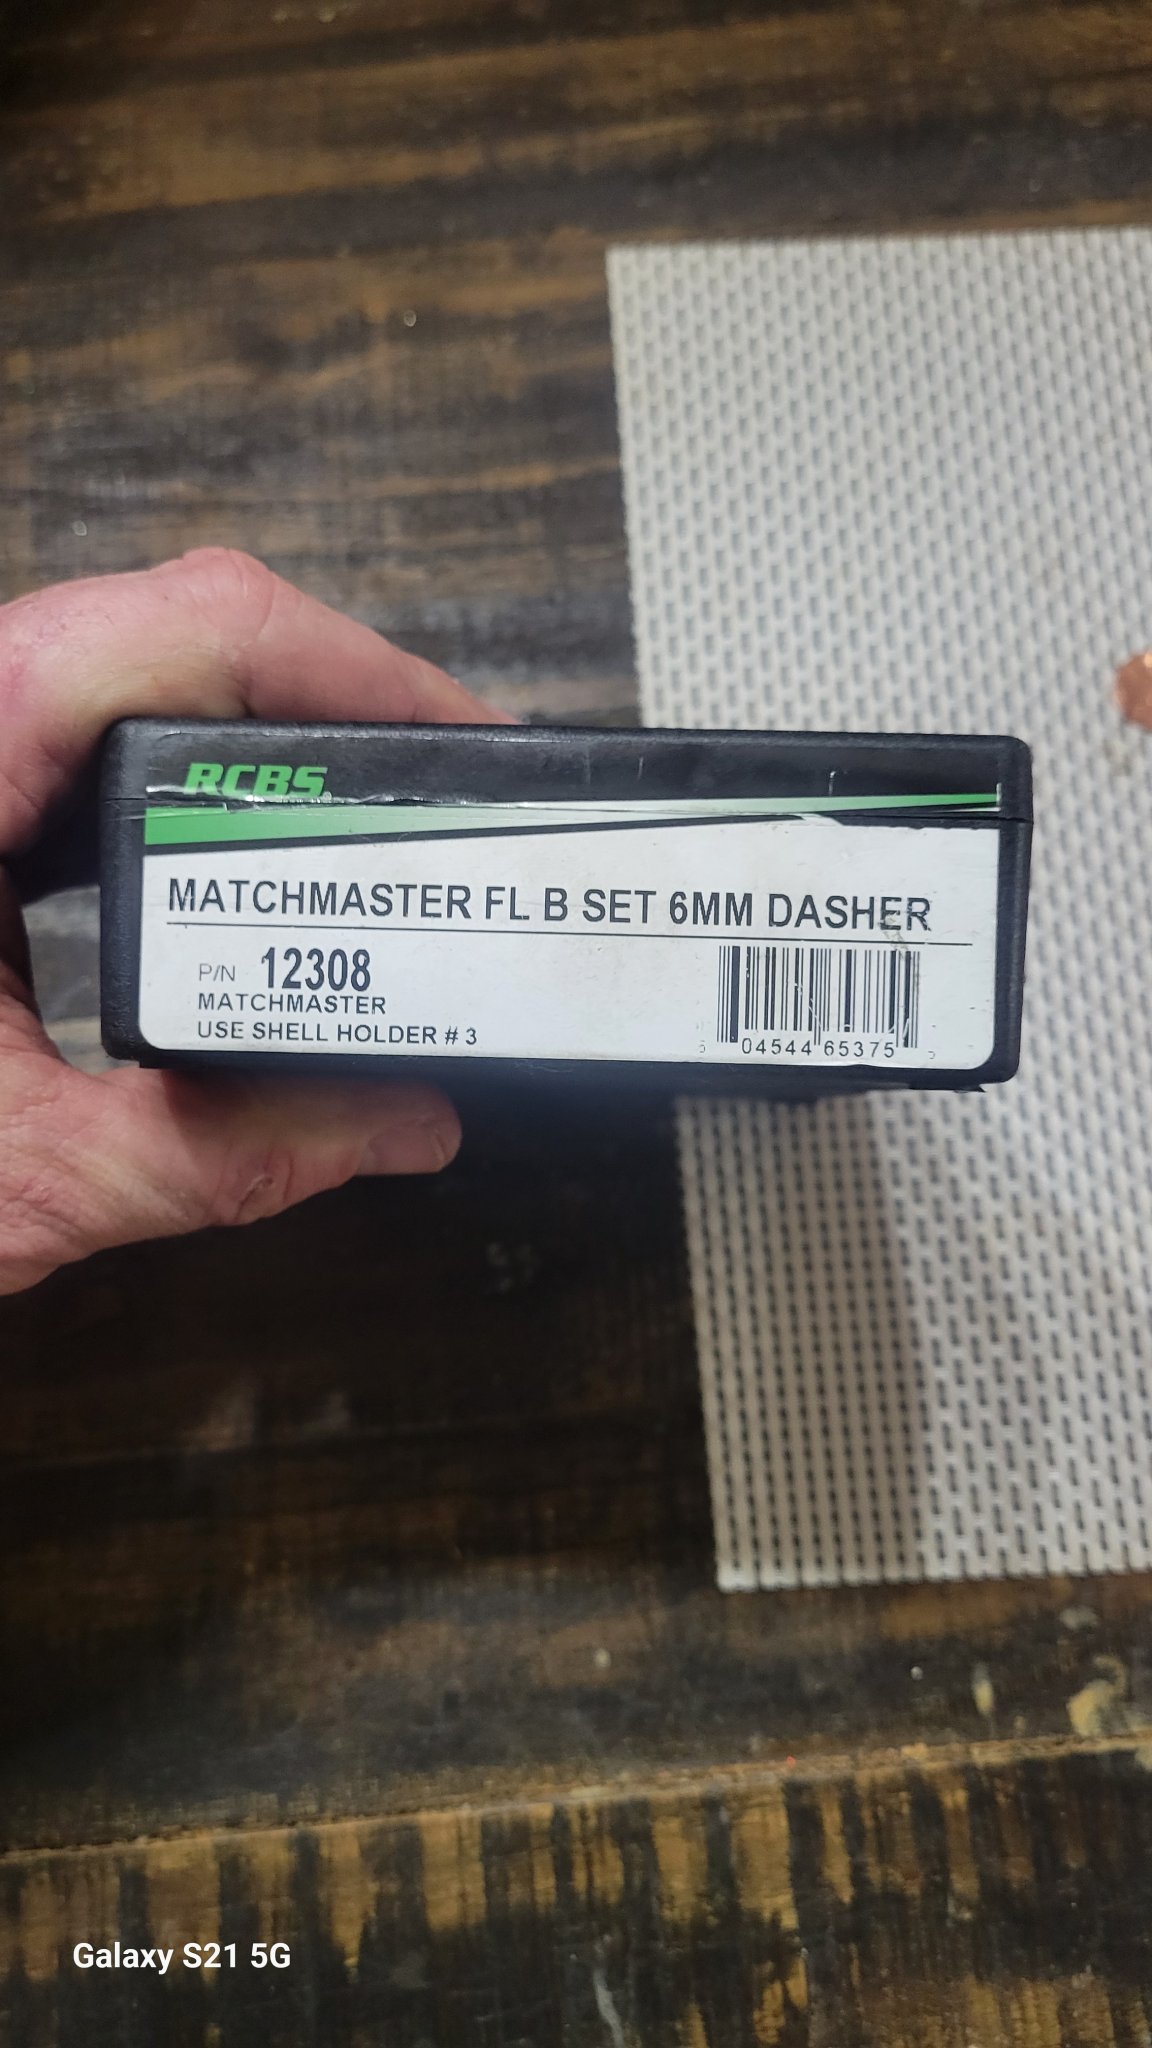 RCBS®
MATCHMASTER FL B SET 6MM DASHER
P/N 12308
MATCHMASTER
USE SHELL HOLDER # 3
04544 65375
Galaxy S21 5G